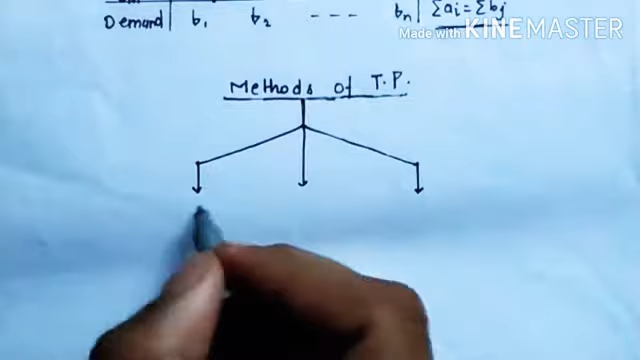 Demand b₁ b₂ --- bn Σai = Σbj
Made with KINEMASTER
Methods of T.P.